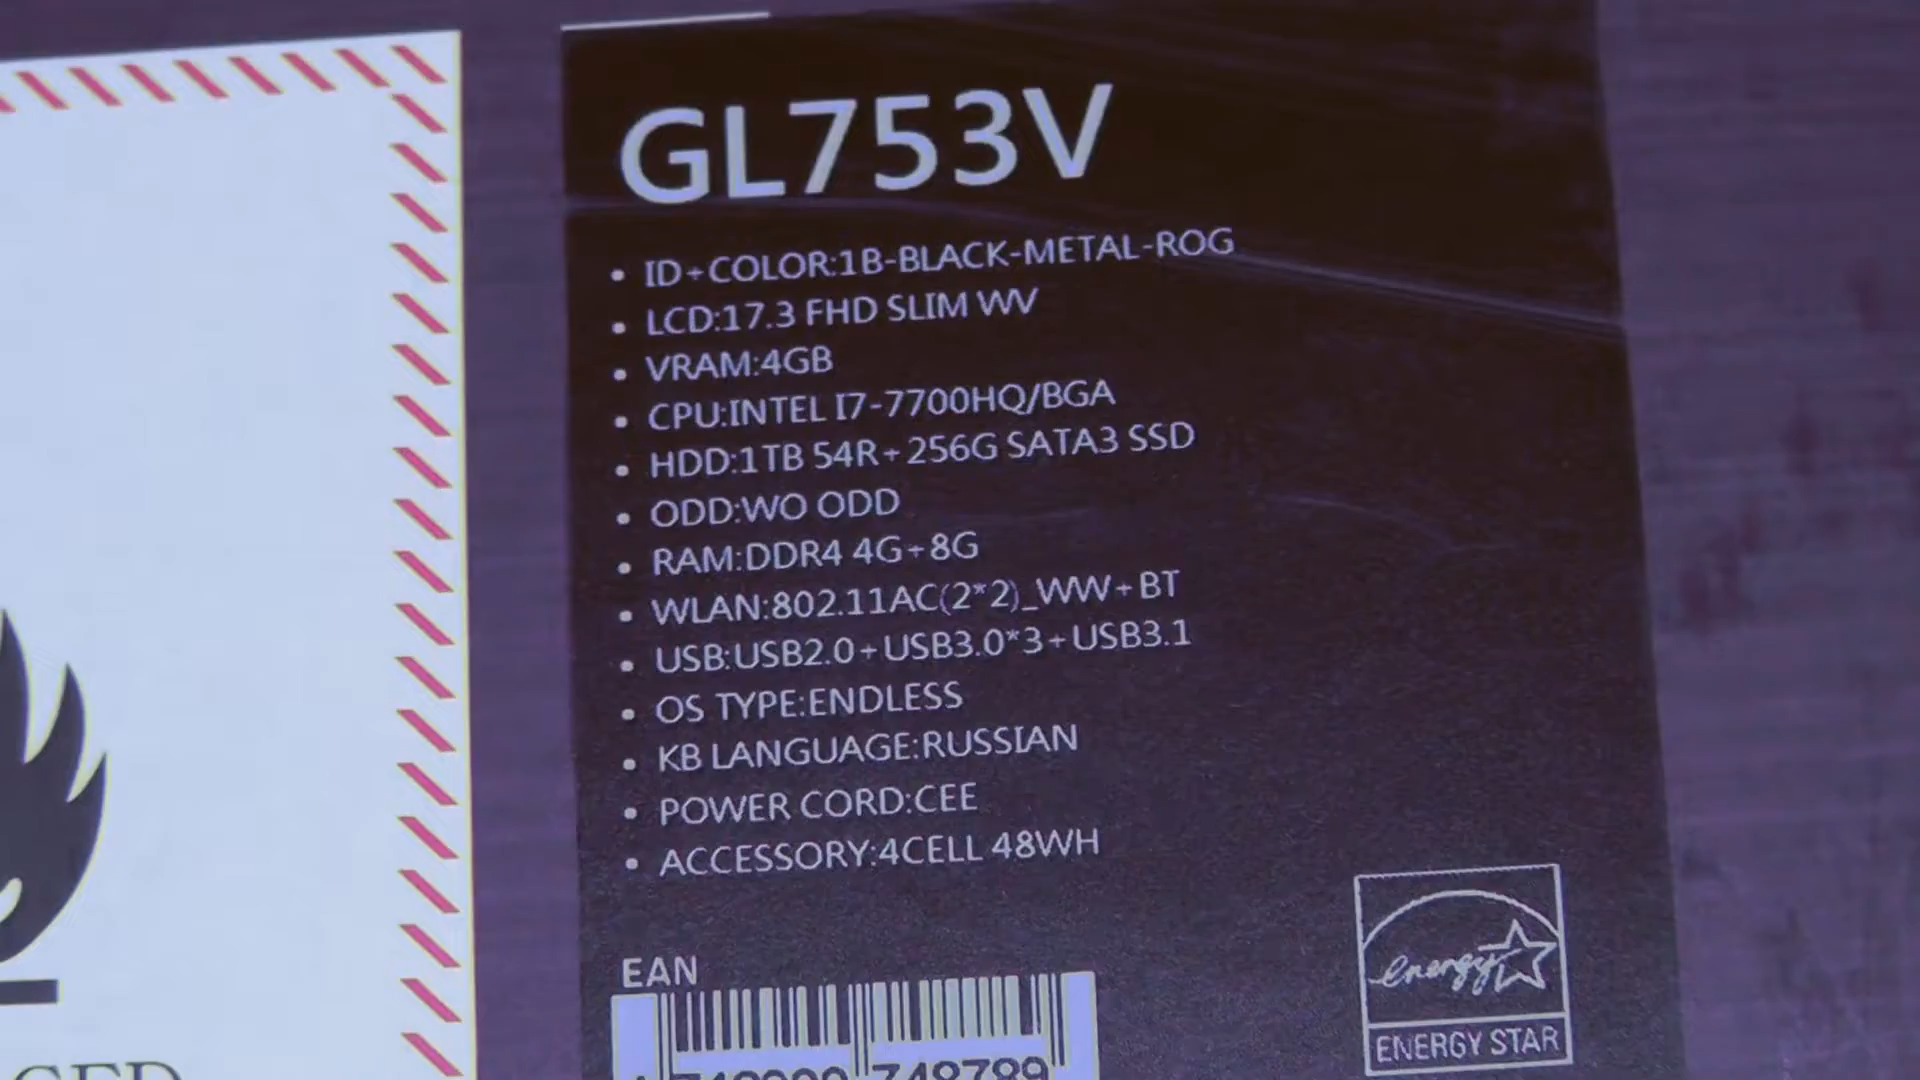 GL753V
• ID+COLOR:1B-BLACK-METAL-ROG
• LCD:17.3 FHD SLIM WV
• VRAM:4GB
• CPU:INTEL I7-7700HQ/BGA
• HDD:1TB 54R+256G SATA3 SSD
• ODD:WO ODD
• RAM:DDR4 4G+8G
• WLAN:802.11AC(2*2)_WW+BT
• USB:USB2.0+USB3.0*3+USB3.1
• OS TYPE:ENDLESS
• KB LANGUAGE:RUSSIAN
• POWER CORD:CEE
• ACCESSORY:4CELL 48WH
EAN
748789
energy
ENERGY STAR